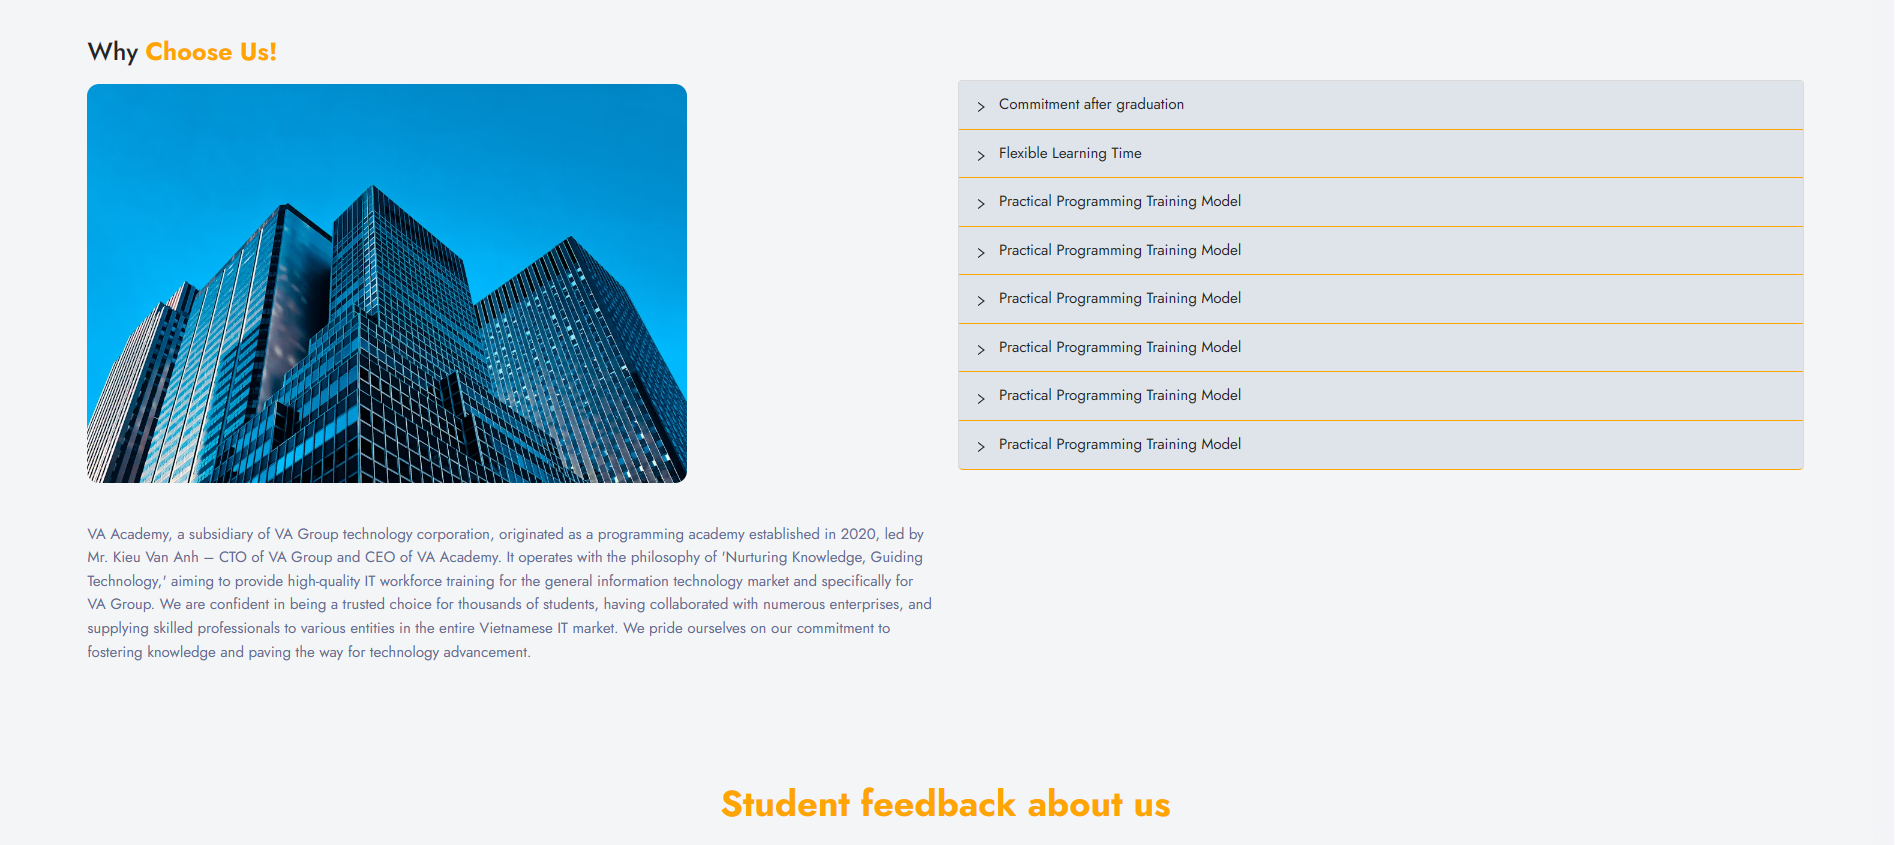 Why Choose Us!
Commitment after graduation
Flexible Learning Time
Practical Programming Training Model
Practical Programming Training Model
Practical Programming Training Model
Practical Programming Training Model
Practical Programming Training Model
Practical Programming Training Model
VA Academy, a subsidiary of VA Group technology corporation, originated as a programming academy established in 2020, led by
Mr. Kieu Van Anh – CTO of VA Group and CEO of VA Academy. It operates with the philosophy of 'Nurturing Knowledge, Guiding
Technology,' aiming to provide high-quality IT workforce training for the general information technology market and specifically for
VA Group. We are confident in being a trusted choice for thousands of students, having collaborated with numerous enterprises, and
supplying skilled professionals to various entities in the entire Vietnamese IT market. We pride ourselves on our commitment to
fostering knowledge and paving the way for technology advancement.
Student feedback about us